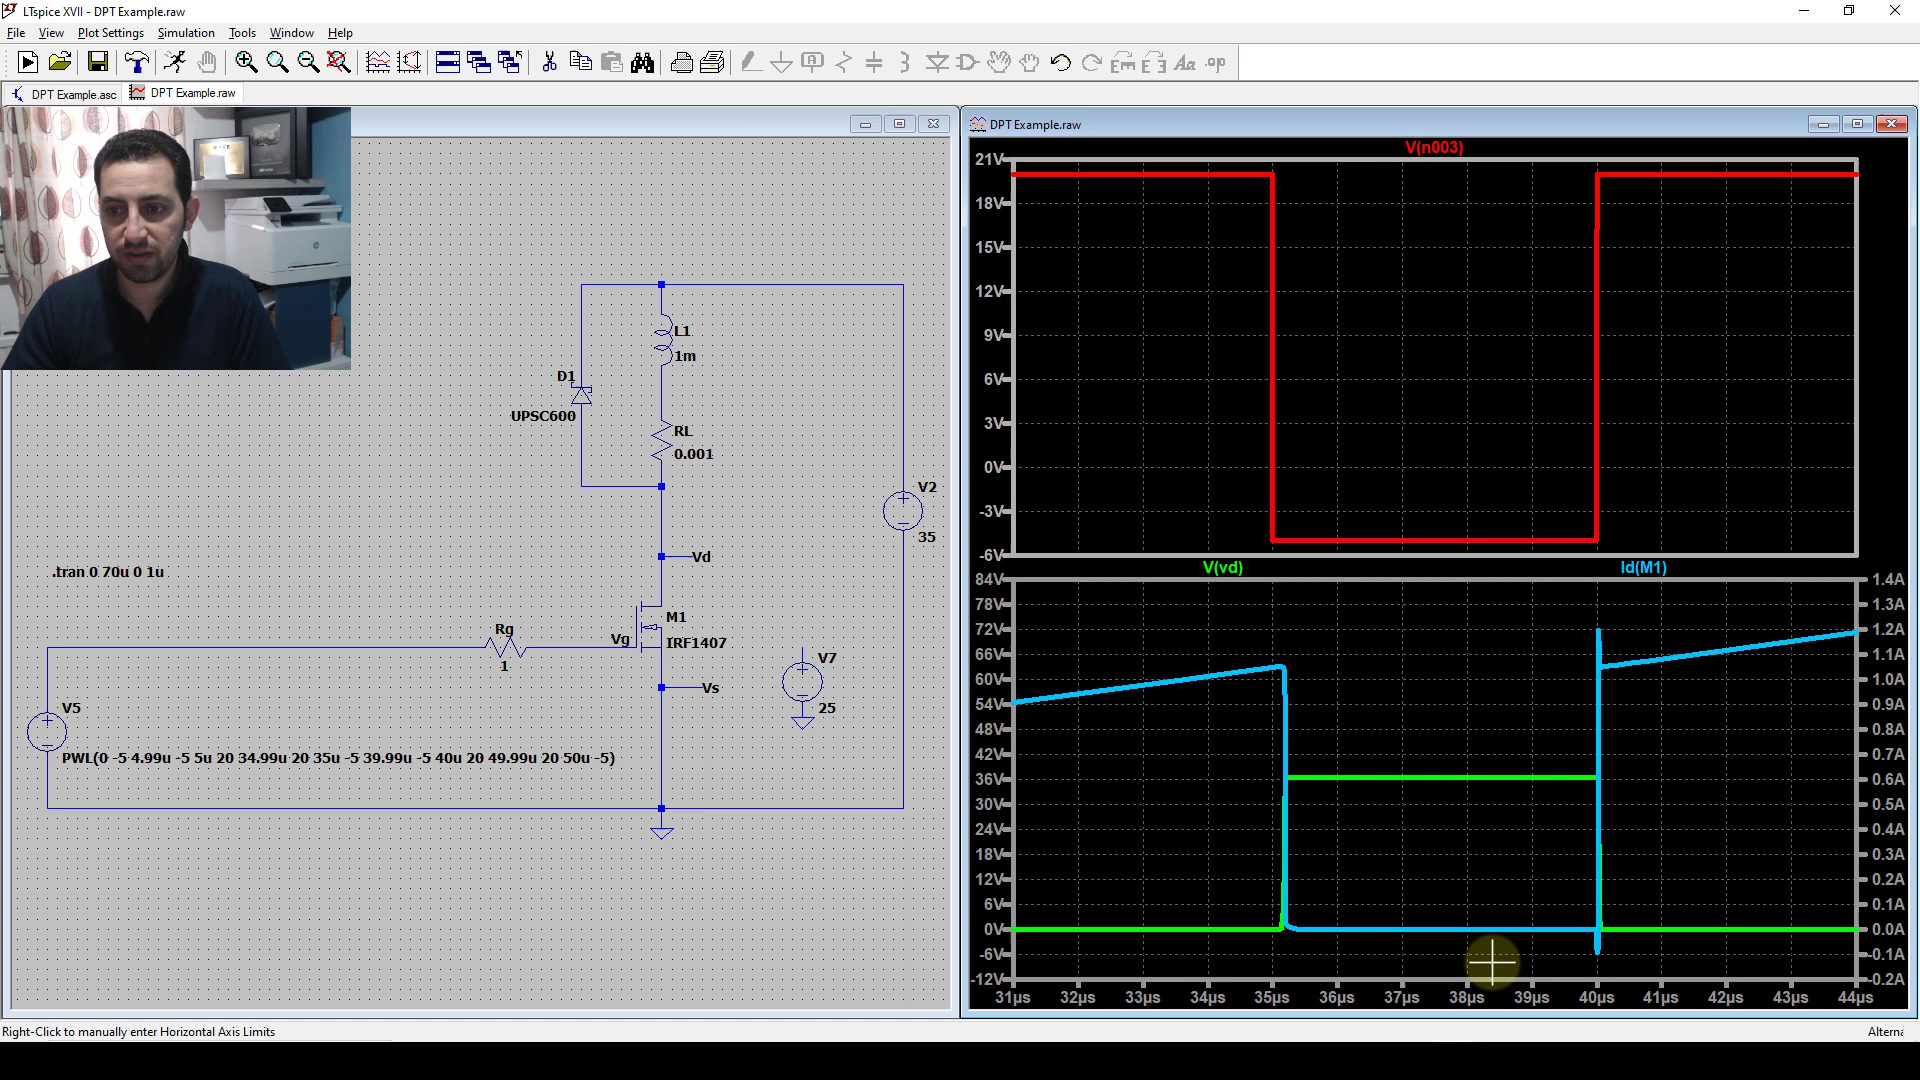 LTspice XVII - DPT Example.raw
File View Plot Settings Simulation Tools Window Help
DPT Example.asc DPT Example.raw
L1
1m
D1
UPSC600
RL
0.001
V2
35
Vd
.tran 0 70u 0 1u
M1
Rg
Vg
IRF1407
1
V7
Vs
25
V5
PWL(0 -5 4.99u -5 5u 20 34.99u 20 35u -5 39.99u -5 40u 20 49.99u 20 50u -5)
DPT Example.raw
V(n003)
21V
18V
15V
12V
9V
6V
3V
0V
-3V
-6V
V(vd) Id(M1)
84V 1.4A
78V 1.3A
72V 1.2A
66V 1.1A
60V 1.0A
54V 0.9A
48V 0.8A
42V 0.7A
36V 0.6A
30V 0.5A
24V 0.4A
18V 0.3A
12V 0.2A
6V 0.1A
0V 0.0A
-6V -0.1A
-12V -0.2A
31µs 32µs 33µs 34µs 35µs 36µs 37µs 38µs 39µs 40µs 41µs 42µs 43µs 44µs
Right-Click to manually enter Horizontal Axis Limits Alterna